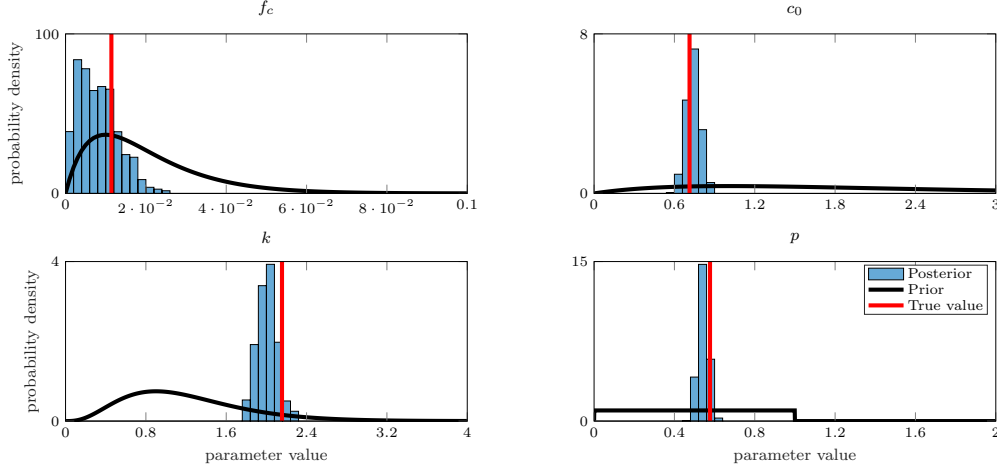 f_c
c_0
probability density
100
0
0
2 · 10^{-2}
4 · 10^{-2}
6 · 10^{-2}
8 · 10^{-2}
0.1
8
0
0
0.6
1.2
1.8
2.4
3
k
p
probability density
4
0
0
0.8
1.6
2.4
3.2
4
parameter value
15
0
0
0.4
0.8
1.2
1.6
2
parameter value
Posterior
Prior
True value